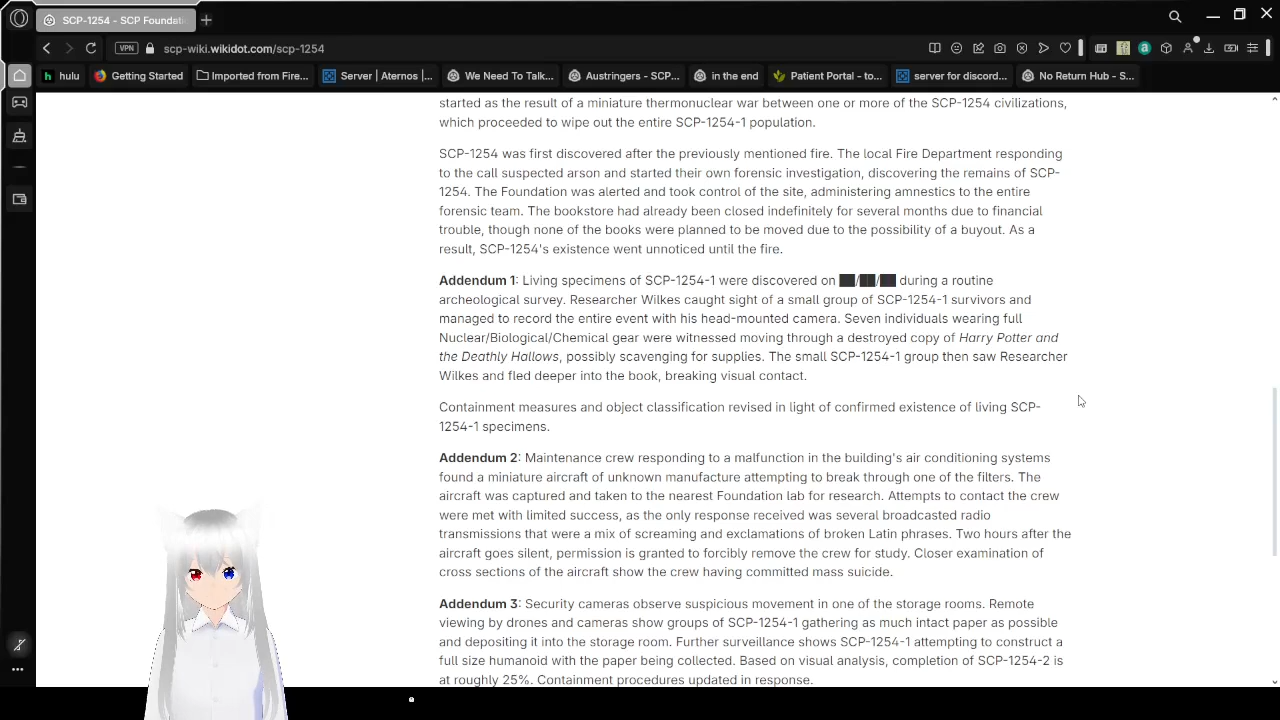 SCP-1254 - SCP Foundati
scp-wiki.wikidot.com/scp-1254
VPN
hulu
Getting Started
Imported from Fire...
Server | Aternos |...
We Need To Talk...
Austringers - SCP...
in the end
Patient Portal - to...
server for discord...
No Return Hub - S...
started as the result of a miniature thermonuclear war between one or more of the SCP-1254 civilizations,
which proceeded to wipe out the entire SCP-1254-1 population.
SCP-1254 was first discovered after the previously mentioned fire. The local Fire Department responding
to the call suspected arson and started their own forensic investigation, discovering the remains of SCP-
1254. The Foundation was alerted and took control of the site, administering amnestics to the entire
forensic team. The bookstore had already been closed indefinitely for several months due to financial
trouble, though none of the books were planned to be moved due to the possibility of a buyout. As a
result, SCP-1254's existence went unnoticed until the fire.
Addendum 1: Living specimens of SCP-1254-1 were discovered on ██/██/██ during a routine
archeological survey. Researcher Wilkes caught sight of a small group of SCP-1254-1 survivors and
managed to record the entire event with his head-mounted camera. Seven individuals wearing full
Nuclear/Biological/Chemical gear were witnessed moving through a destroyed copy of Harry Potter and
the Deathly Hallows, possibly scavenging for supplies. The small SCP-1254-1 group then saw Researcher
Wilkes and fled deeper into the book, breaking visual contact.
Containment measures and object classification revised in light of confirmed existence of living SCP-
1254-1 specimens.
Addendum 2: Maintenance crew responding to a malfunction in the building's air conditioning systems
found a miniature aircraft of unknown manufacture attempting to break through one of the filters. The
aircraft was captured and taken to the nearest Foundation lab for research. Attempts to contact the crew
were met with limited success, as the only response received was several broadcasted radio
transmissions that were a mix of screaming and exclamations of broken Latin phrases. Two hours after the
aircraft goes silent, permission is granted to forcibly remove the crew for study. Closer examination of
cross sections of the aircraft show the crew having committed mass suicide.
Addendum 3: Security cameras observe suspicious movement in one of the storage rooms. Remote
viewing by drones and cameras show groups of SCP-1254-1 gathering as much intact paper as possible
and depositing it into the storage room. Further surveillance shows SCP-1254-1 attempting to construct a
full size humanoid with the paper being collected. Based on visual analysis, completion of SCP-1254-2 is
at roughly 25%. Containment procedures updated in response.